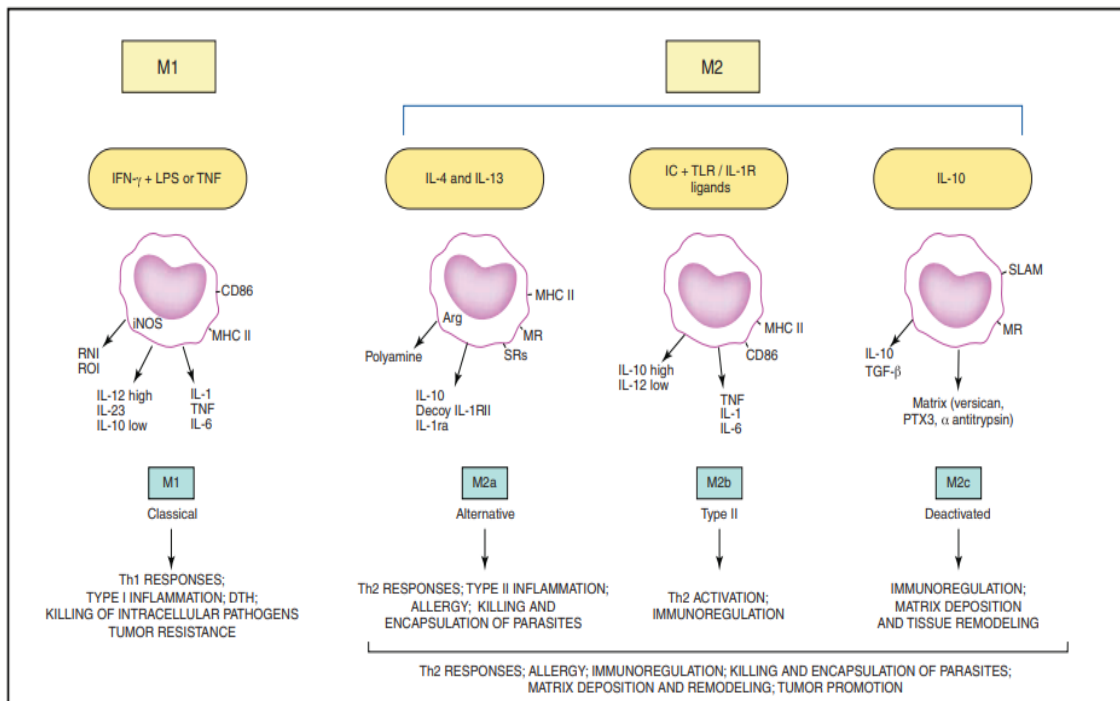 M1
M2
IFN-γ + LPS or TNF
IL-4 and IL-13
IC + TLR / IL-1R
ligands
IL-10
CD86
iNOS
MHC II
RNI
ROI
IL-12 high
IL-23
IL-10 low
IL-1
TNF
IL-6
MHC II
Arg
MR
SRs
Polyamine
IL-10
Decoy IL-1RII
IL-1ra
MHC II
CD86
IL-10 high
IL-12 low
TNF
IL-1
IL-6
SLAM
MR
IL-10
TGF-β
Matrix (versican,
PTX3, α antitrypsin)
M1
Classical
M2a
Alternative
M2b
Type II
M2c
Deactivated
Th1 RESPONSES;
TYPE I INFLAMMATION; DTH;
KILLING OF INTRACELLULAR PATHOGENS
TUMOR RESISTANCE
Th2 RESPONSES; TYPE II INFLAMMATION;
ALLERGY; KILLING AND
ENCAPSULATION OF PARASITES
Th2 ACTIVATION;
IMMUNOREGULATION
IMMUNOREGULATION;
MATRIX DEPOSITION
AND TISSUE REMODELING
Th2 RESPONSES; ALLERGY; IMMUNOREGULATION; KILLING AND ENCAPSULATION OF PARASITES;
MATRIX DEPOSITION AND REMODELING; TUMOR PROMOTION